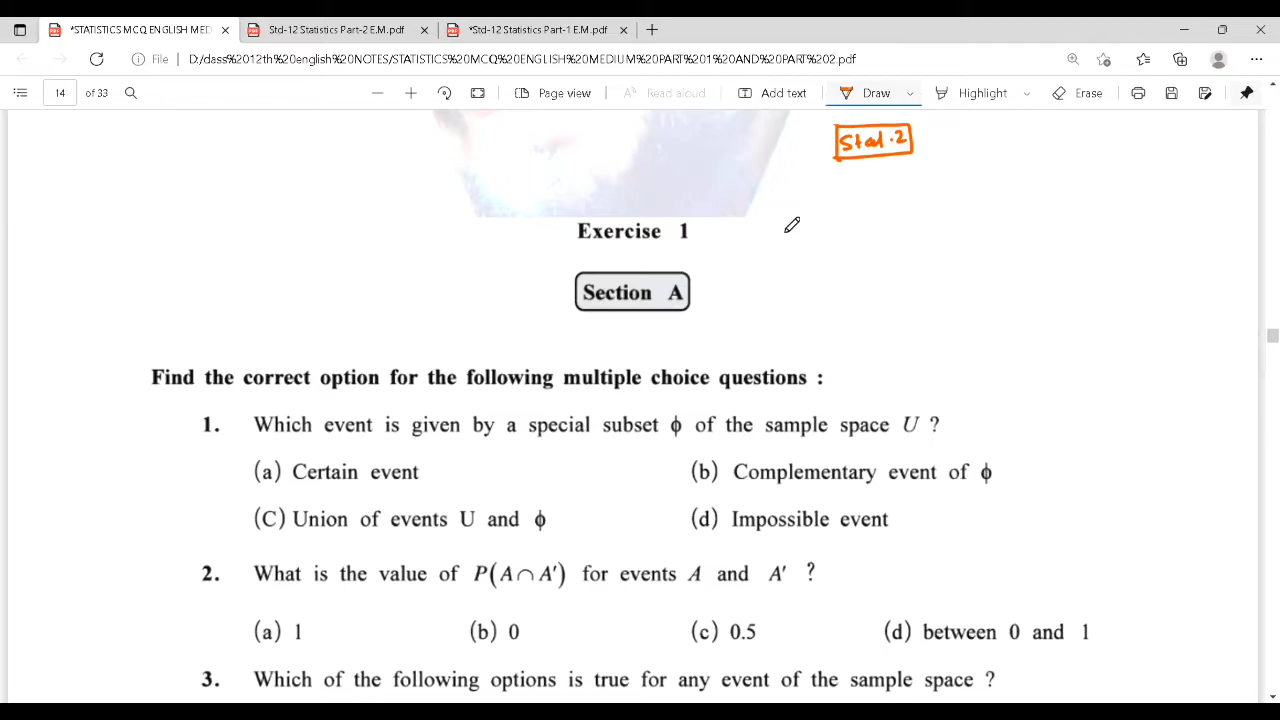 *STATISTICS MCQ ENGLISH MED
Std-12 Statistics Part-2 E.M.pdf
*Std-12 Statistics Part-1 E.M.pdf
File
D:/class%2012th%20english%20NOTES/STATISTICS%20MCQ%20ENGLISH%20MEDIUM%20PART%201%20AND%20PART%202.pdf
14 of 33
Page view
Read aloud
Add text
Draw
Highlight
Erase
Stat.2
Exercise 1
Section A
Find the correct option for the following multiple choice questions :
1. Which event is given by a special subset ϕ of the sample space U ?
(a) Certain event (b) Complementary event of ϕ
(C) Union of events U and ϕ (d) Impossible event
2. What is the value of P(A∩A′) for events A and A′ ?
(a) 1 (b) 0 (c) 0.5 (d) between 0 and 1
3. Which of the following options is true for any event of the sample space ?